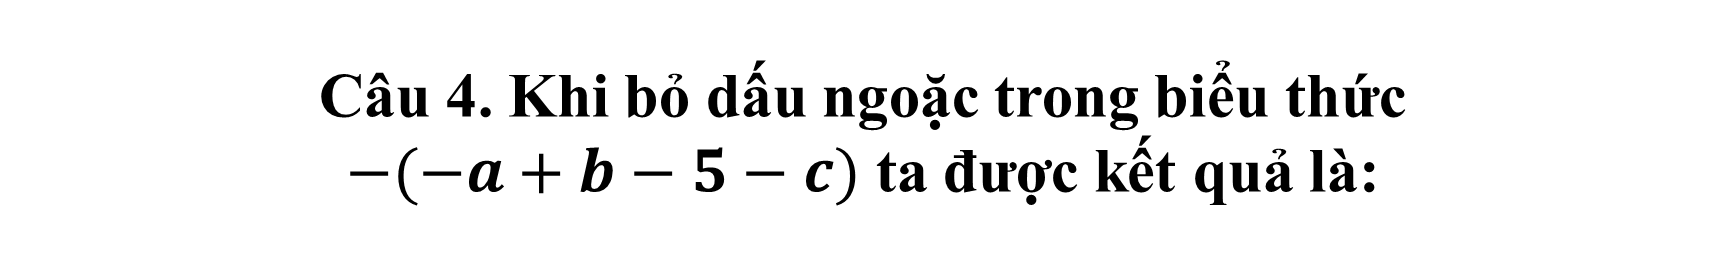 Câu 4. Khi bỏ dấu ngoặc trong biểu thức
−(−a + b − 5 − c) ta được kết quả là: